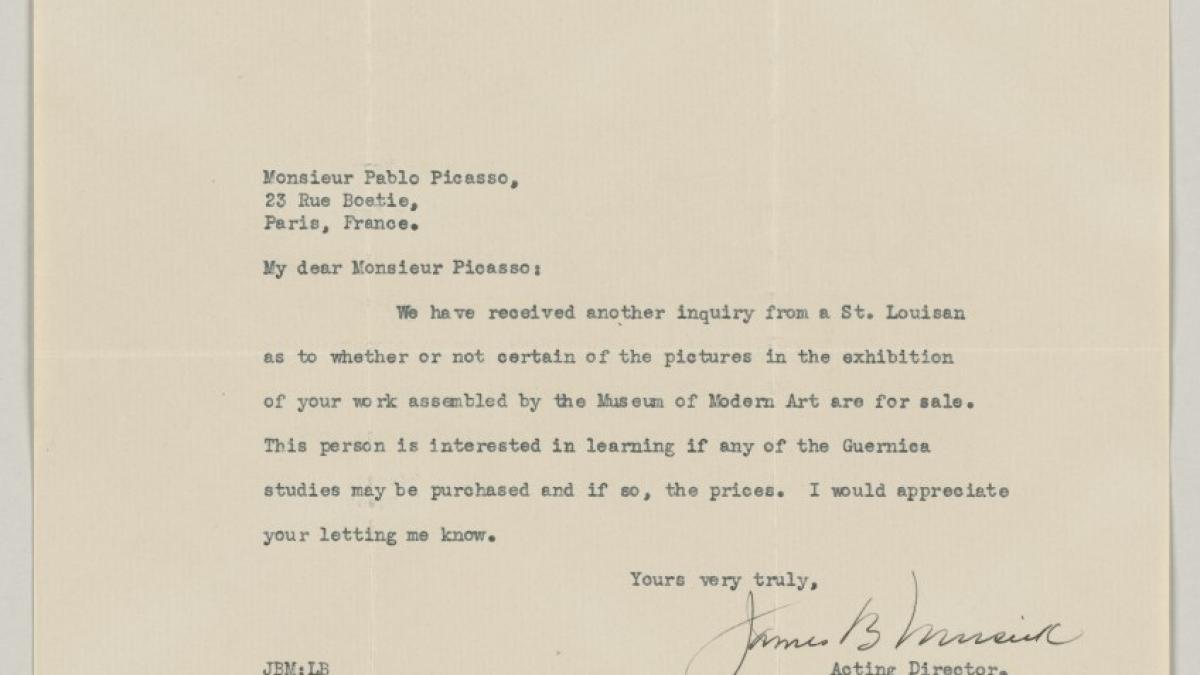 Monsieur Pablo Picasso,
23 Rue Boetie,
Paris, France.
My dear Monsieur Picasso:
We have received another inquiry from a St. Louisan
as to whether or not certain of the pictures in the exhibition
of your work assembled by the Museum of Modern Art are for sale.
This person is interested in learning if any of the Guernica
studies may be purchased and if so, the prices. I would appreciate
your letting me know.
Yours very truly,
James B Musick
JBM:LB
Acting Director.